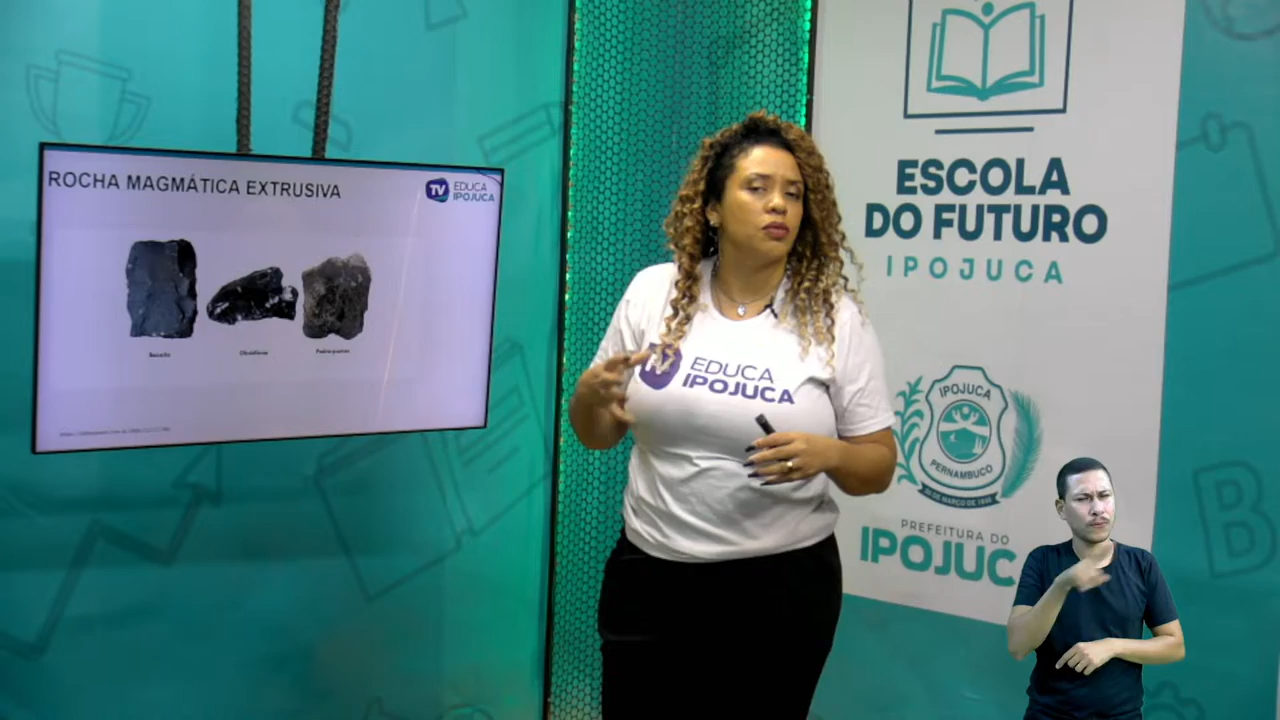 ROCHA MAGMÁTICA EXTRUSIVA
TV EDUCA
IPOJUCA
Basalto
Obsidiana
Pedra-pomes
TV EDUCA
IPOJUCA
ESCOLA
DO FUTURO
IPOJUCA
IPOJUCA
PERNAMBUCO
PREFEITURA DO
IPOJUC
B